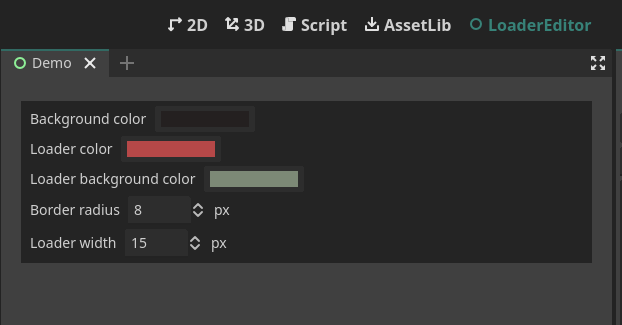 2D 3D Script AssetLib LoaderEditor
Demo
Background color
Loader color
Loader background color
Border radius 8 px
Loader width 15 px